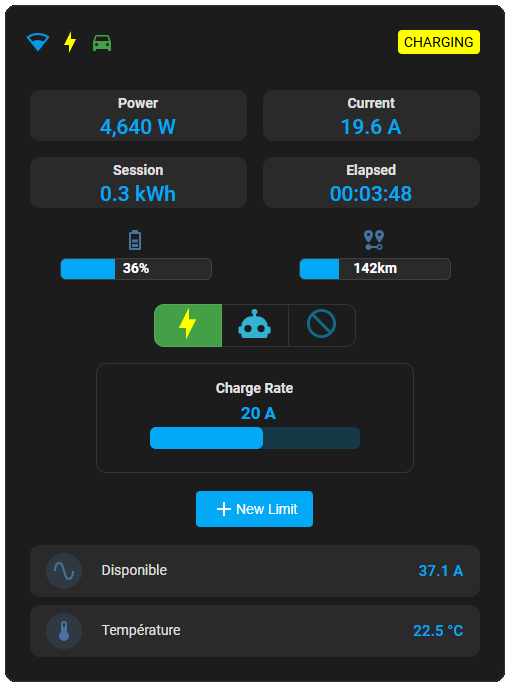 CHARGING
Power
4,640 W
Current
19.6 A
Session
0.3 kWh
Elapsed
00:03:48
36%
142km
Charge Rate
20 A
New Limit
Disponible
37.1 A
Température
22.5 °C